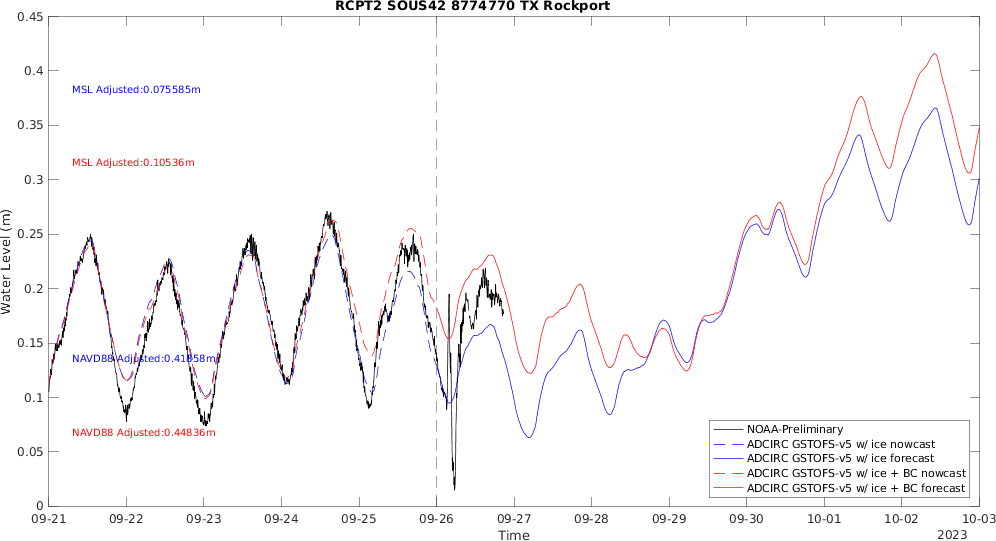 RCPT2 SOUS42 8774770 TX Rockport
0.45
0.4
0.35
0.3
0.25
0.2
0.15
0.1
0.05
0
Water Level (m)
MSL Adjusted:0.075585m
MSL Adjusted:0.10536m
NAVD88 Adjusted:0.41858m
NAVD88 Adjusted:0.44836m
NOAA-Preliminary
ADCIRC GSTOFS-v5 w/ ice nowcast
ADCIRC GSTOFS-v5 w/ ice forecast
ADCIRC GSTOFS-v5 w/ ice + BC nowcast
ADCIRC GSTOFS-v5 w/ ice + BC forecast
09-21 09-22 09-23 09-24 09-25 09-26 09-27 09-28 09-29 09-30 10-01 10-02 10-03
Time
2023